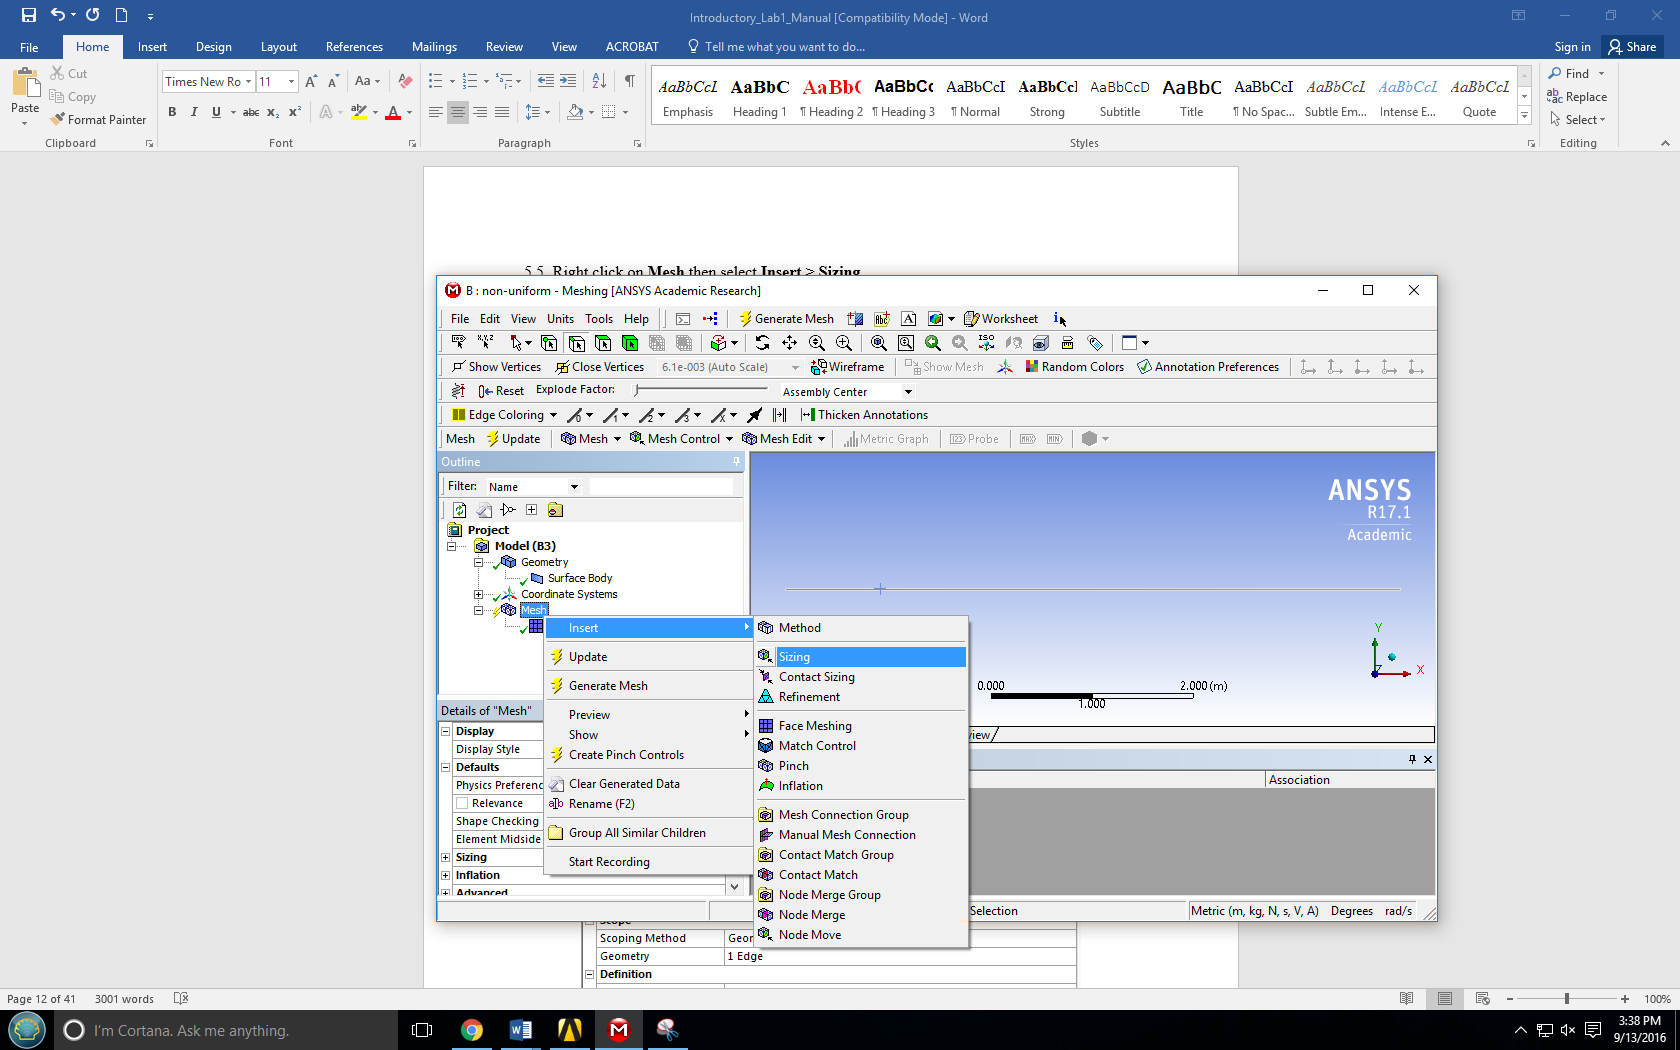 Introductory_Lab1_Manual [Compatibility Mode] - Word
File Home Insert Design Layout References Mailings Review View ACROBAT Tell me what you want to do... Sign in Share
Paste Cut Copy Format Painter
Times New Ro 11
AaBbCcL AaBbC AaBbC AaBbCc AaBbCcI AaBbCcI AaBbCcD AaBbC AaBbCcI AaBbCcL AaBbCcL AaBbCcL
Emphasis Heading 1 ¶ Heading 2 ¶ Heading 3 ¶ Normal Strong Subtitle Title ¶ No Spac... Subtle Em... Intense E... Quote
Find Replace Select
Clipboard Font Paragraph Styles Editing
5.5. Right click on Mesh then select Insert > Sizing
B : non-uniform - Meshing [ANSYS Academic Research]
File Edit View Units Tools Help Generate Mesh Worksheet
Show Vertices Close Vertices 6.1e-003 (Auto Scale) Wireframe Show Mesh Random Colors Annotation Preferences
Reset Explode Factor: Assembly Center
Edge Coloring Thicken Annotations
Mesh Update Mesh Mesh Control Mesh Edit Metric Graph Probe
Outline
Filter: Name
Project
Model (B3)
Geometry
Surface Body
Coordinate Systems
Mesh
Insert
Update
Generate Mesh
Preview
Show
Create Pinch Controls
Clear Generated Data
Rename (F2)
Group All Similar Children
Start Recording
Method
Sizing
Contact Sizing
Refinement
Face Meshing
Match Control
Pinch
Inflation
Mesh Connection Group
Manual Mesh Connection
Contact Match Group
Contact Match
Node Merge Group
Node Merge
Node Move
Details of "Mesh"
Display
Display Style
Defaults
Physics Preferenc
Relevance
Shape Checking
Element Midside
Sizing
Inflation
Advanced
ANSYS
R17.1
Academic
Y
X
Z
0.000 2.000 (m)
1.000
view
Association
Selection Metric (m, kg, N, s, V, A) Degrees rad/s
Scope
Scoping Method Geor
Geometry 1 Edge
Definition
Page 12 of 41 3001 words 100%
I'm Cortana. Ask me anything.
3:38 PM
9/13/2016